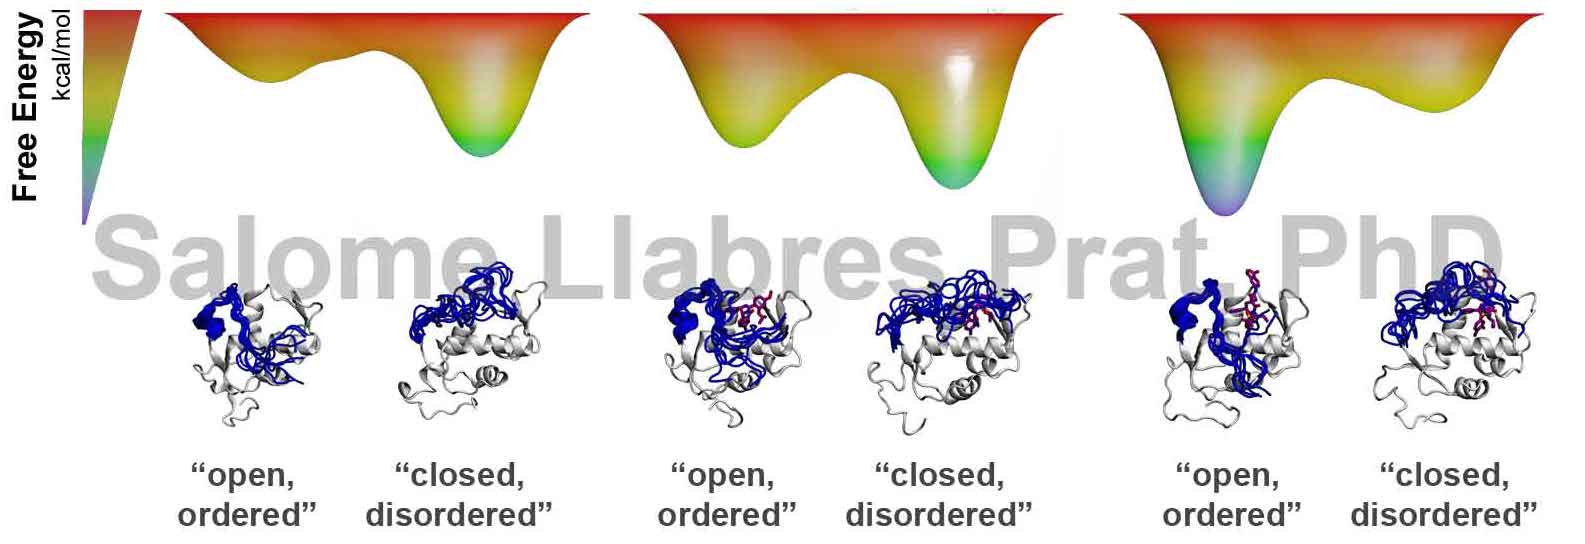 Free Energy
kcal/mol
Salome Llabres Prat, PhD
“open,
ordered”
“closed,
disordered”
“open,
ordered”
“closed,
disordered”
“open,
ordered”
“closed,
disordered”